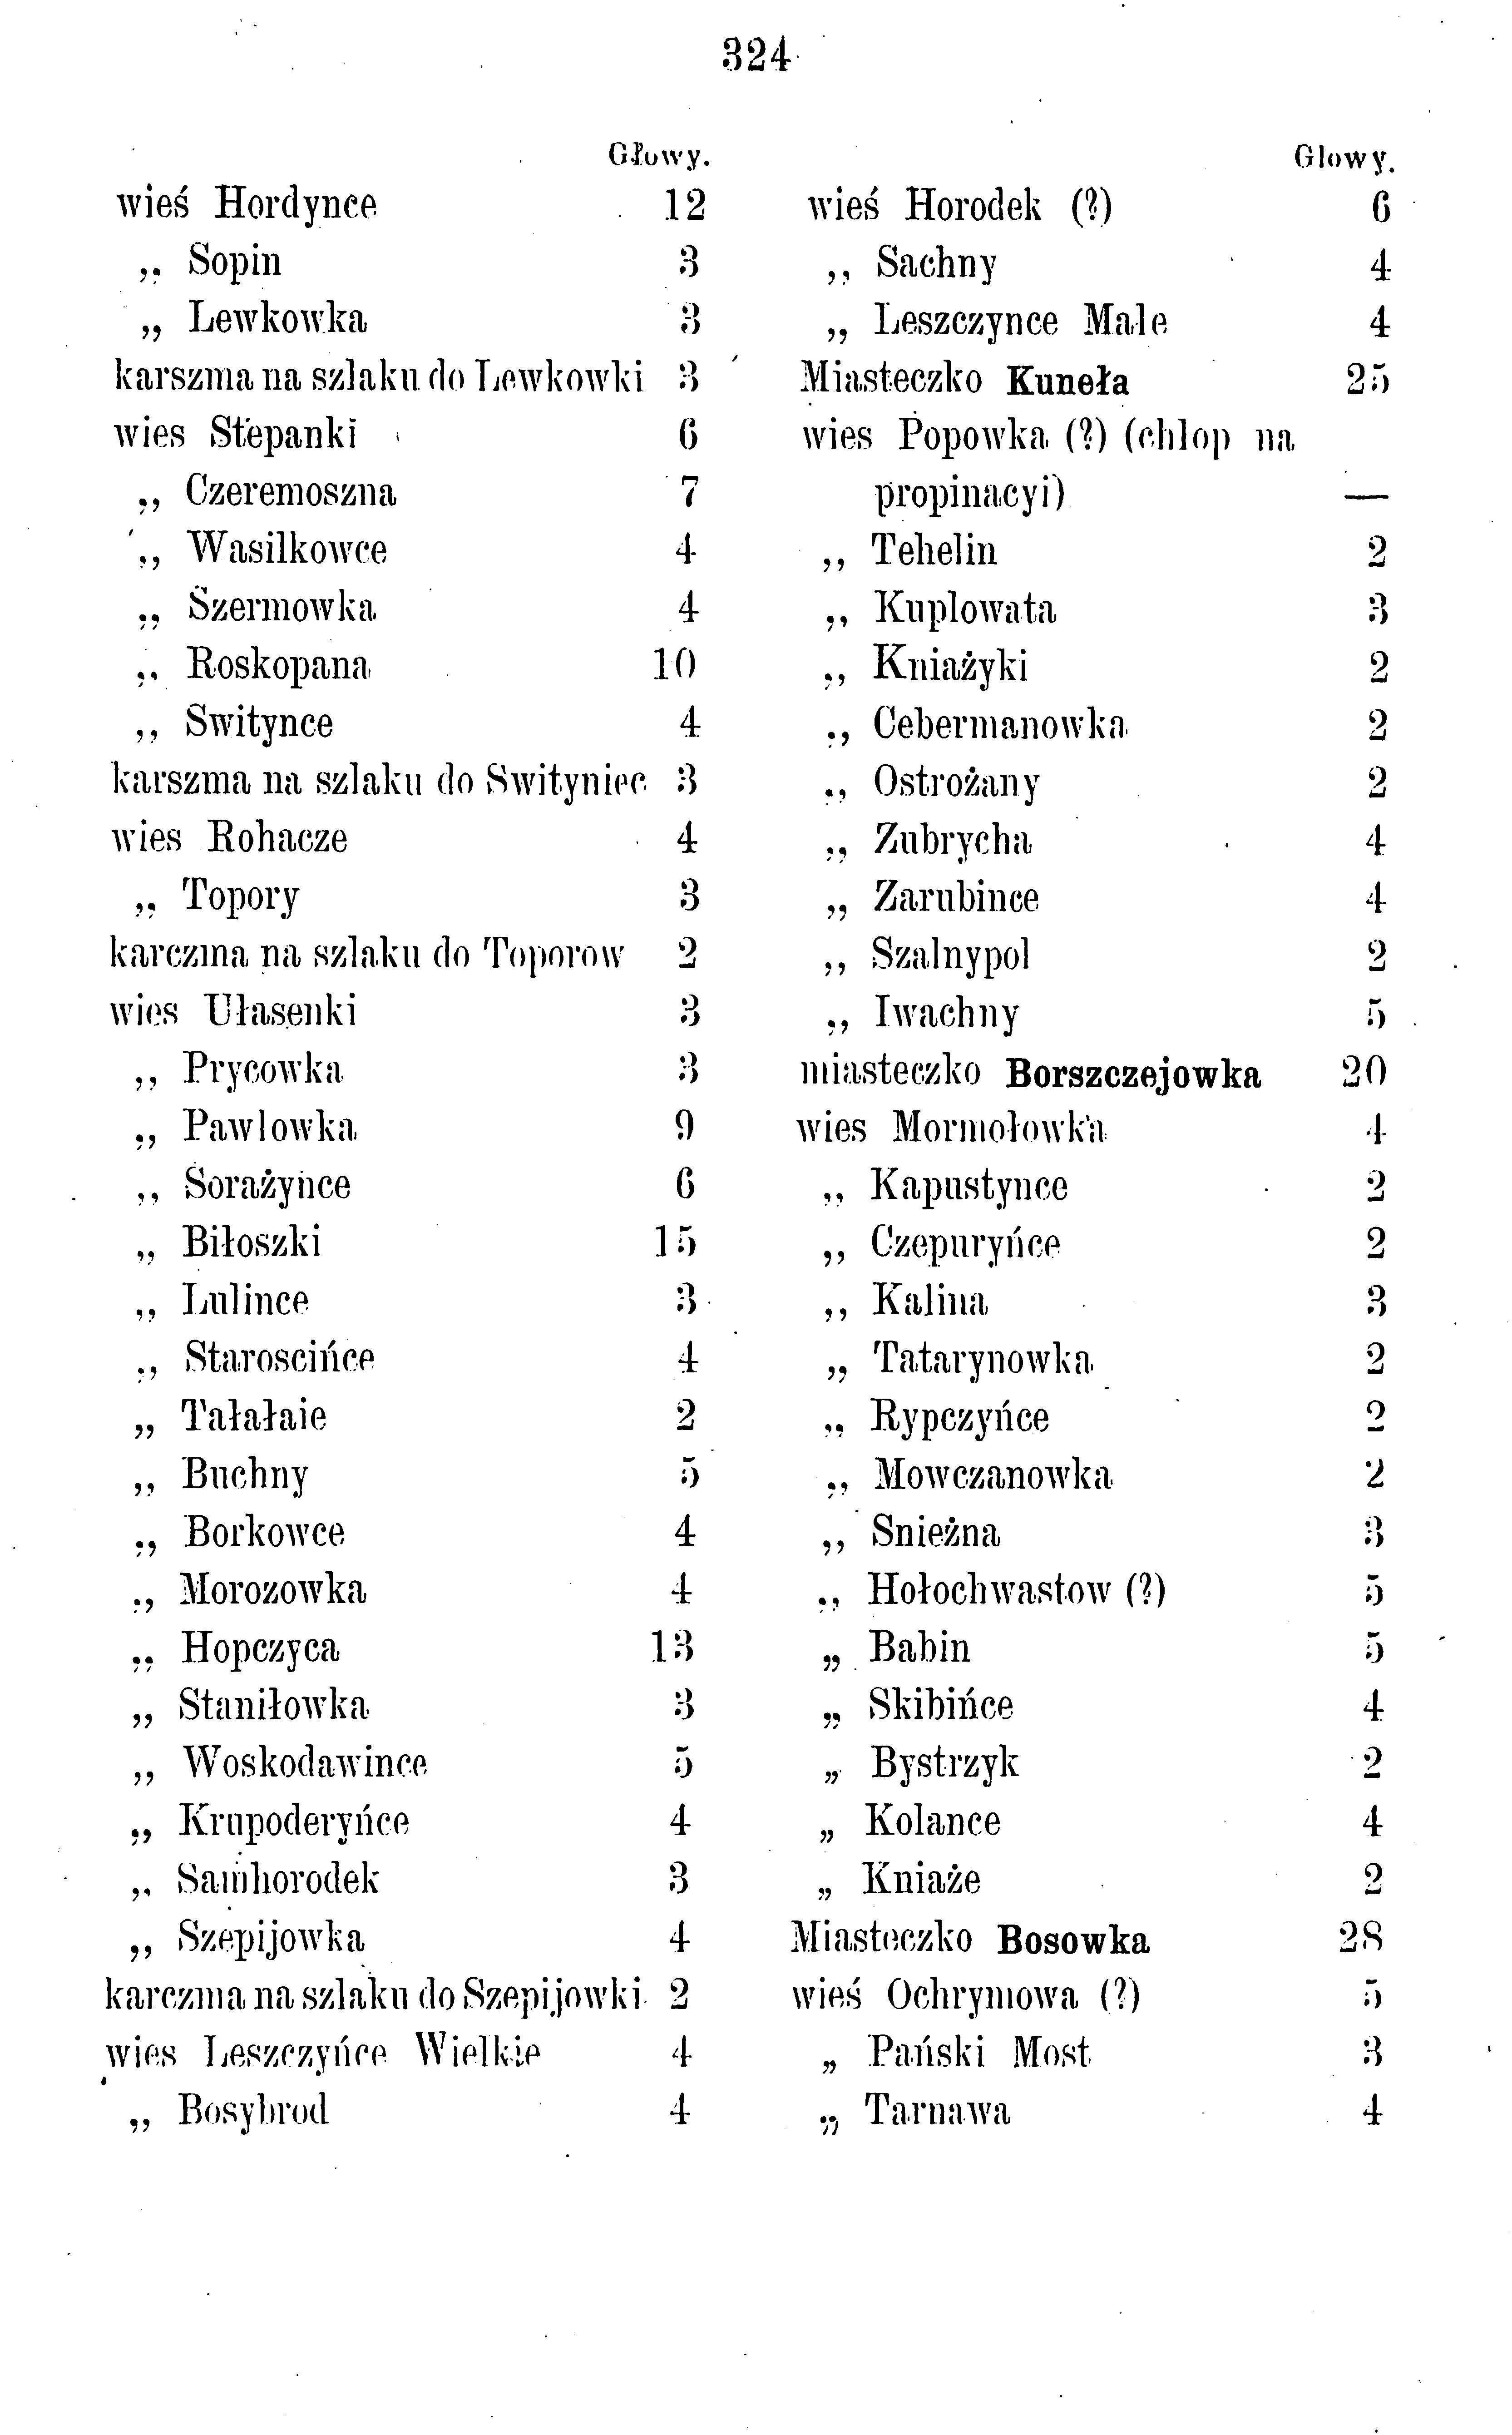 324
Głowy.
wieś Hordynce 12
„ Sopin 3
„ Lewkowka 3
karszma na szlaku do Lewkowki 3
wies Stepanki 6
„ Czeremoszna 7
„ Wasilkowce 4
„ Szermowka 4
„ Roskopana 10
„ Switynce 4
karszma na szlaku do Swityniec 3
wies Rohacze 4
„ Topory 3
karczma na szlaku do Toporow 2
wies Ułasenki 3
„ Prycowka 3
„ Pawlowka 9
„ Sorażynce 6
„ Biłoszki 15
„ Lulince 3
„ Staroscińce 4
„ Tałałaie 2
„ Buchny 5
„ Borkowce 4
„ Morozowka 4
„ Hopczyca 13
„ Staniłowka 3
„ Woskodawince 5
„ Krupoderyńce 4
„ Samhorodek 3
„ Szepijowka 4
karczma na szlaku do Szepijowki 2
wies Leszczyńce Wielkie 4
„ Bosybrod 4
Glowy.
wieś Horodek (?) 6
„ Sachny 4
„ Leszczynce Male 4
Miasteczko Kuneła 25
wies Popowka (?) (chlop na
propinacyi) —
„ Tehelin 2
„ Kuplowata 3
„ Kniażyki 2
„ Cebermanowka 2
„ Ostrożany 2
„ Zubrycha 4
„ Zarubince 4
„ Szalnypol 2
„ Iwachny 5
miasteczko Borszczejowka 20
wies Mormołowka 4
„ Kapustynce 2
„ Czepuryńce 2
„ Kalina 3
„ Tatarynowka 2
„ Rypczyńce 2
„ Mowczanowka 2
„ Snieżna 3
„ Hołochwastow (?) 5
„ Babin 5
„ Skibińce 4
„ Bystrzyk 2
„ Kolance 4
„ Kniaże 2
Miasteczko Bosowka 28
wieś Ochrymowa (?) 5
„ Pański Most 3
„ Tarnawa 4